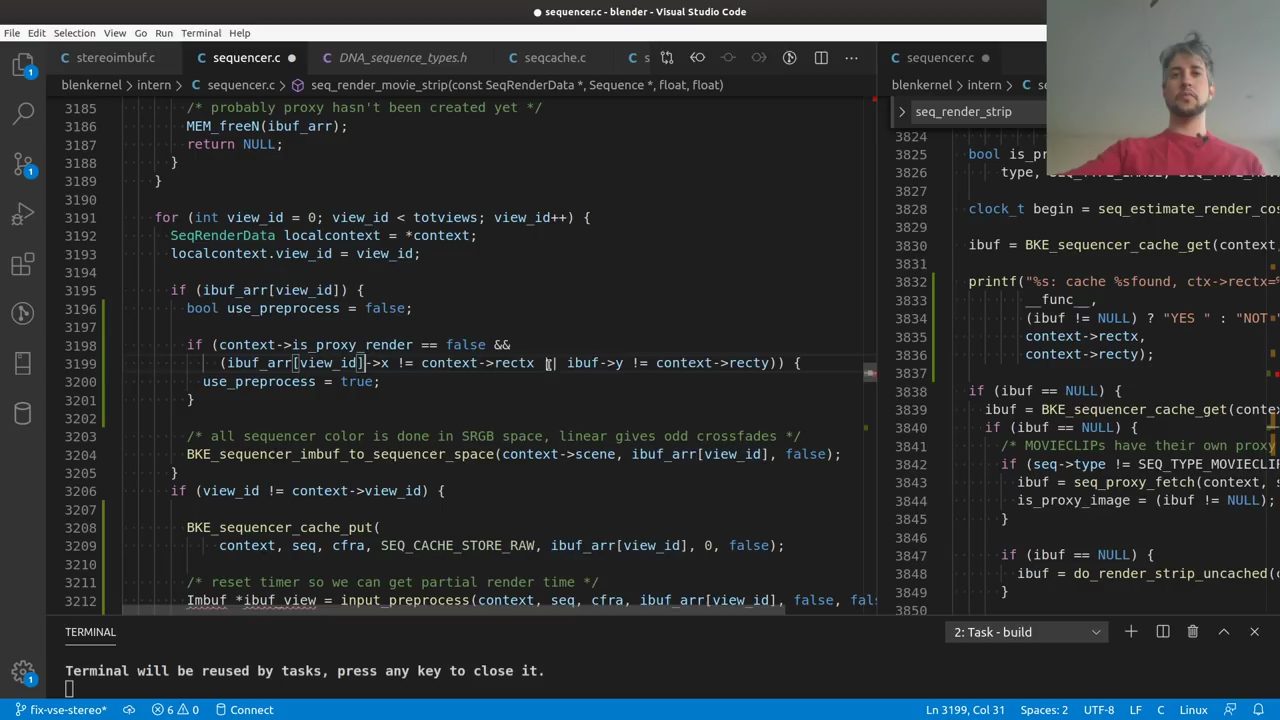 sequencer.c - blender - Visual Studio Code
File Edit Selection View Go Run Terminal Help
stereoimbuf.c sequencer.c DNA_sequence_types.h seqcache.c s sequencer.c
blenkernel > intern > sequencer.c > seq_render_movie_strip(const SeqRenderData *, Sequence *, float, float)
blenkernel > intern >
seq_render_strip
3185 /* probably proxy hasn't been created yet */
3186 MEM_freeN(ibuf_arr);
3187 return NULL;
3188 }
3189 }
3190
3191 for (int view_id = 0; view_id < totviews; view_id++) {
3192 SeqRenderData localcontext = *context;
3193 localcontext.view_id = view_id;
3194
3195 if (ibuf_arr[view_id]) {
3196 bool use_preprocess = false;
3197
3198 if (context->is_proxy_render == false &&
3199 (ibuf_arr[view_id]->x != context->rectx || ibuf->y != context->recty)) {
3200 use_preprocess = true;
3201 }
3202
3203 /* all sequencer color is done in SRGB space, linear gives odd crossfades */
3204 BKE_sequencer_imbuf_to_sequencer_space(context->scene, ibuf_arr[view_id], false);
3205 }
3206 if (view_id != context->view_id) {
3207
3208 BKE_sequencer_cache_put(
3209 context, seq, cfra, SEQ_CACHE_STORE_RAW, ibuf_arr[view_id], 0, false);
3210
3211 /* reset timer so we can get partial render time */
3212 Imbuf *ibuf_view = input_preprocess(context, seq, cfra, ibuf_arr[view_id], false, fal
3824
3825 bool is_pr
3826 type,
3827
3828 clock_t begin = seq_estimate_render_cos
3829
3830 ibuf = BKE_sequencer_cache_get(context,
3831
3832 printf("%s: cache %sfound, ctx->rectx=%
3833 __func__,
3834 (ibuf != NULL) ? "YES " : "NOT "
3835 context->rectx,
3836 context->recty);
3837
3838 if (ibuf == NULL) {
3839 ibuf = BKE_sequencer_cache_get(conte
3840 if (ibuf == NULL) {
3841 /* MOVIECLIPs have their own proxy
3842 if (seq->type != SEQ_TYPE_MOVIECLI
3843 ibuf = seq_proxy_fetch(context, s
3844 is_proxy_image = (ibuf != NULL);
3845 }
3846
3847 if (ibuf == NULL) {
3848 ibuf = do_render_strip_uncached(c
3849 }
3850
TERMINAL
2: Task - build
Terminal will be reused by tasks, press any key to close it.
fix-vse-stereo* 6 0 Connect Ln 3199, Col 31 Spaces: 2 UTF-8 LF C Linux